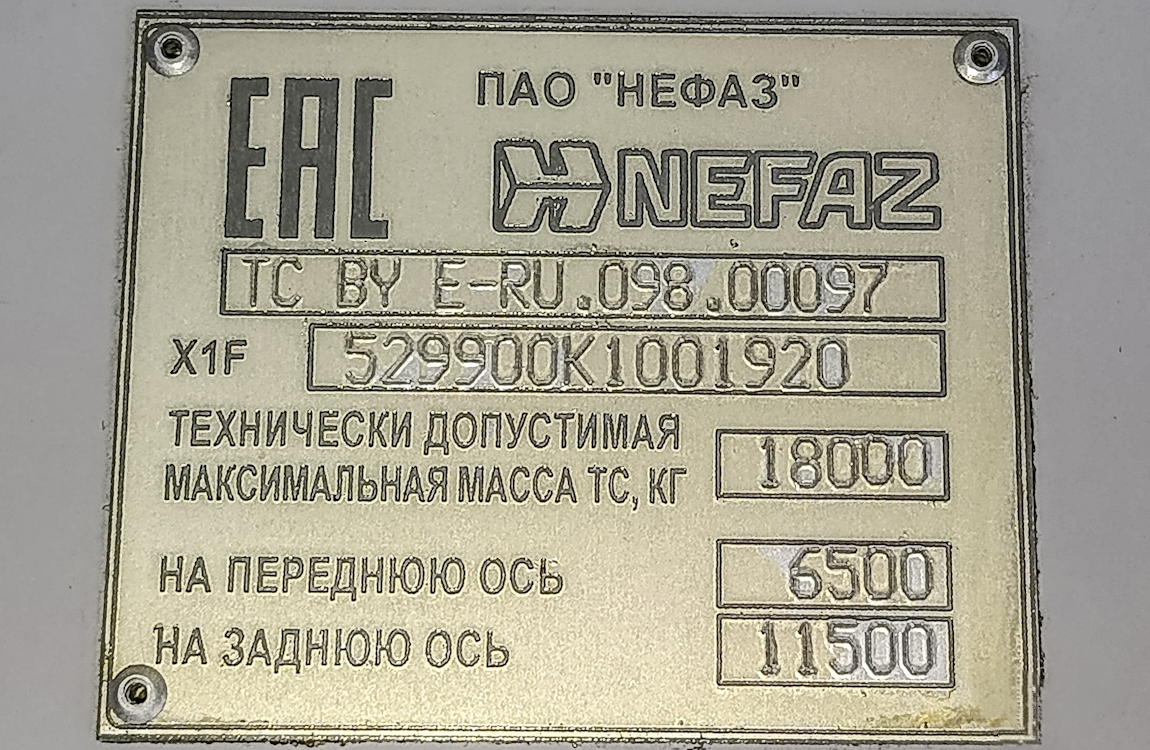 ЕАС
ПАО "НЕФАЗ"
NEFAZ
TC BY E-RU.098.00097
X1F 529900K1001920
ТЕХНИЧЕСКИ ДОПУСТИМАЯ
МАКСИМАЛЬНАЯ МАССА ТС, КГ 18000
НА ПЕРЕДНЮЮ ОСЬ 6500
НА ЗАДНЮЮ ОСЬ 11500